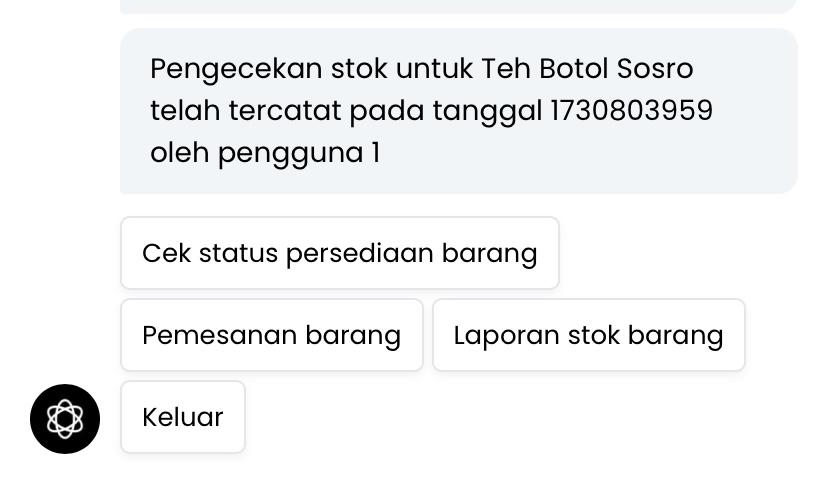 Pengecekan stok untuk Teh Botol Sosro
telah tercatat pada tanggal 1730803959
oleh pengguna 1
Cek status persediaan barang
Pemesanan barang
Laporan stok barang
Keluar